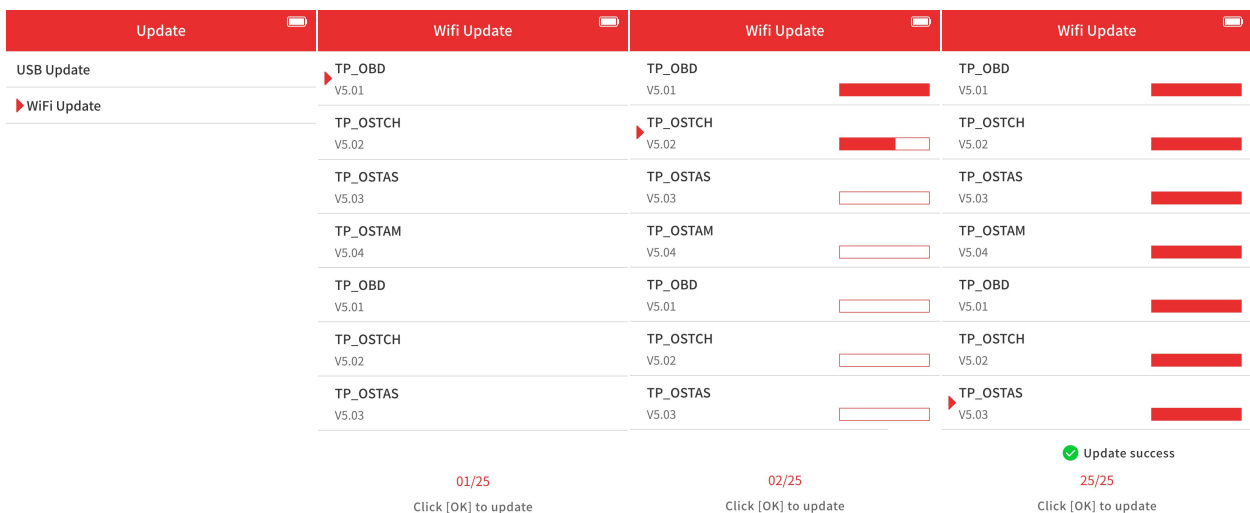 Update
USB Update
WiFi Update
Wifi Update
TP_OBD
V5.01
TP_OSTCH
V5.02
TP_OSTAS
V5.03
TP_OSTAM
V5.04
TP_OBD
V5.01
TP_OSTCH
V5.02
TP_OSTAS
V5.03
01/25
Click [OK] to update
Wifi Update
TP_OBD
V5.01
TP_OSTCH
V5.02
TP_OSTAS
V5.03
TP_OSTAM
V5.04
TP_OBD
V5.01
TP_OSTCH
V5.02
TP_OSTAS
V5.03
02/25
Click [OK] to update
Wifi Update
TP_OBD
V5.01
TP_OSTCH
V5.02
TP_OSTAS
V5.03
TP_OSTAM
V5.04
TP_OBD
V5.01
TP_OSTCH
V5.02
TP_OSTAS
V5.03
Update success
25/25
Click [OK] to update